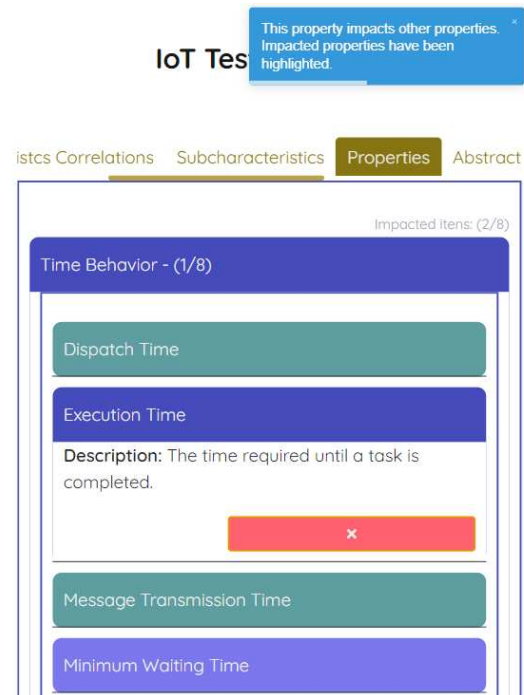 This property impacts other properties. ×
Impacted properties have been
highlighted.
IoT Tes
istcs Correlations Subcharacteristics Properties Abstract
Impacted itens: (2/8)
Time Behavior - (1/8)
Dispatch Time
Execution Time
Description: The time required until a task is
completed.
×
Message Transmission Time
Minimum Waiting Time